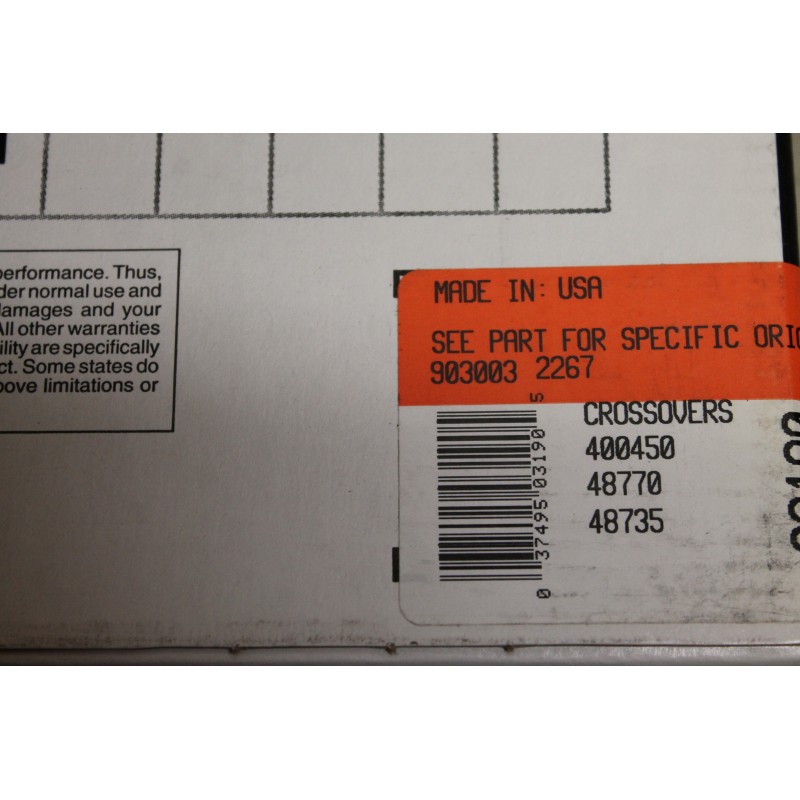 performance. Thus,
der normal use and
damages and your
All other warranties
ility are specifically
ct. Some states do
bove limitations or
MADE IN: USA
SEE PART FOR SPECIFIC ORIG
903003 2267
CROSSOVERS
400450
48770
48735
0 37495 03190 5